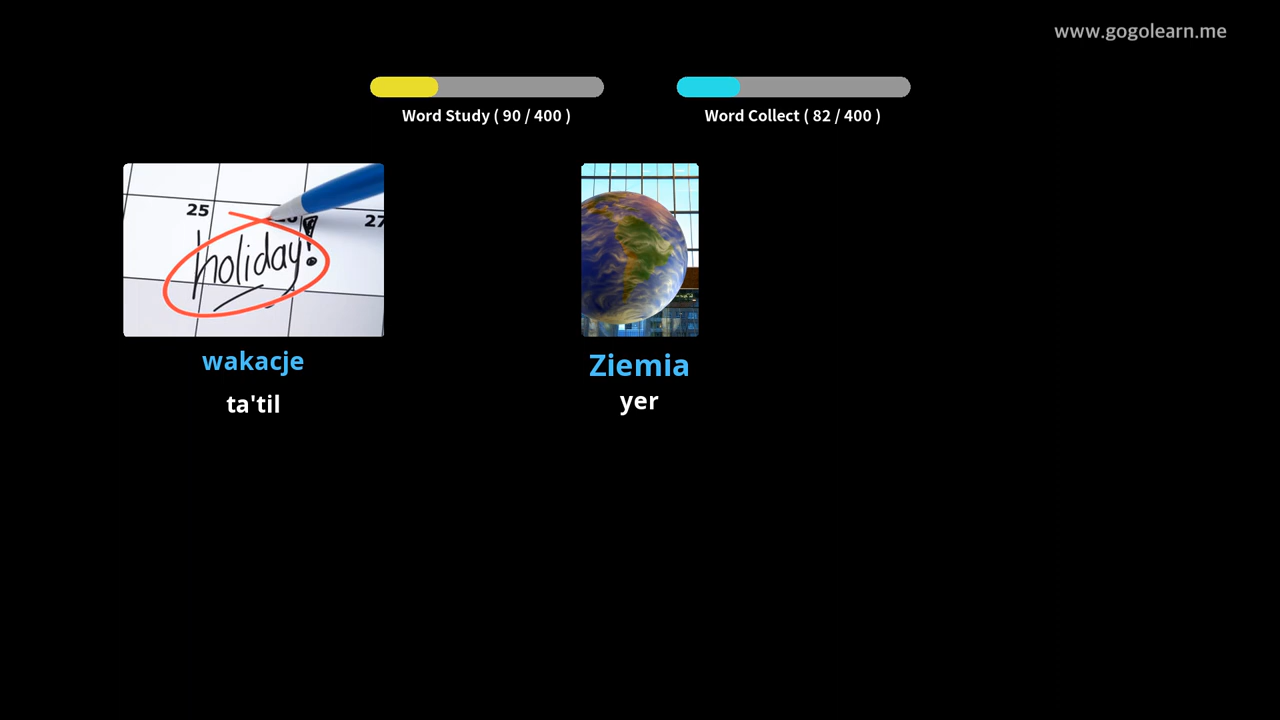 www.gogolearn.me
Word Study ( 90 / 400 )
Word Collect ( 82 / 400 )
25
27
holiday!
wakacje
ta'til
Ziemia
yer